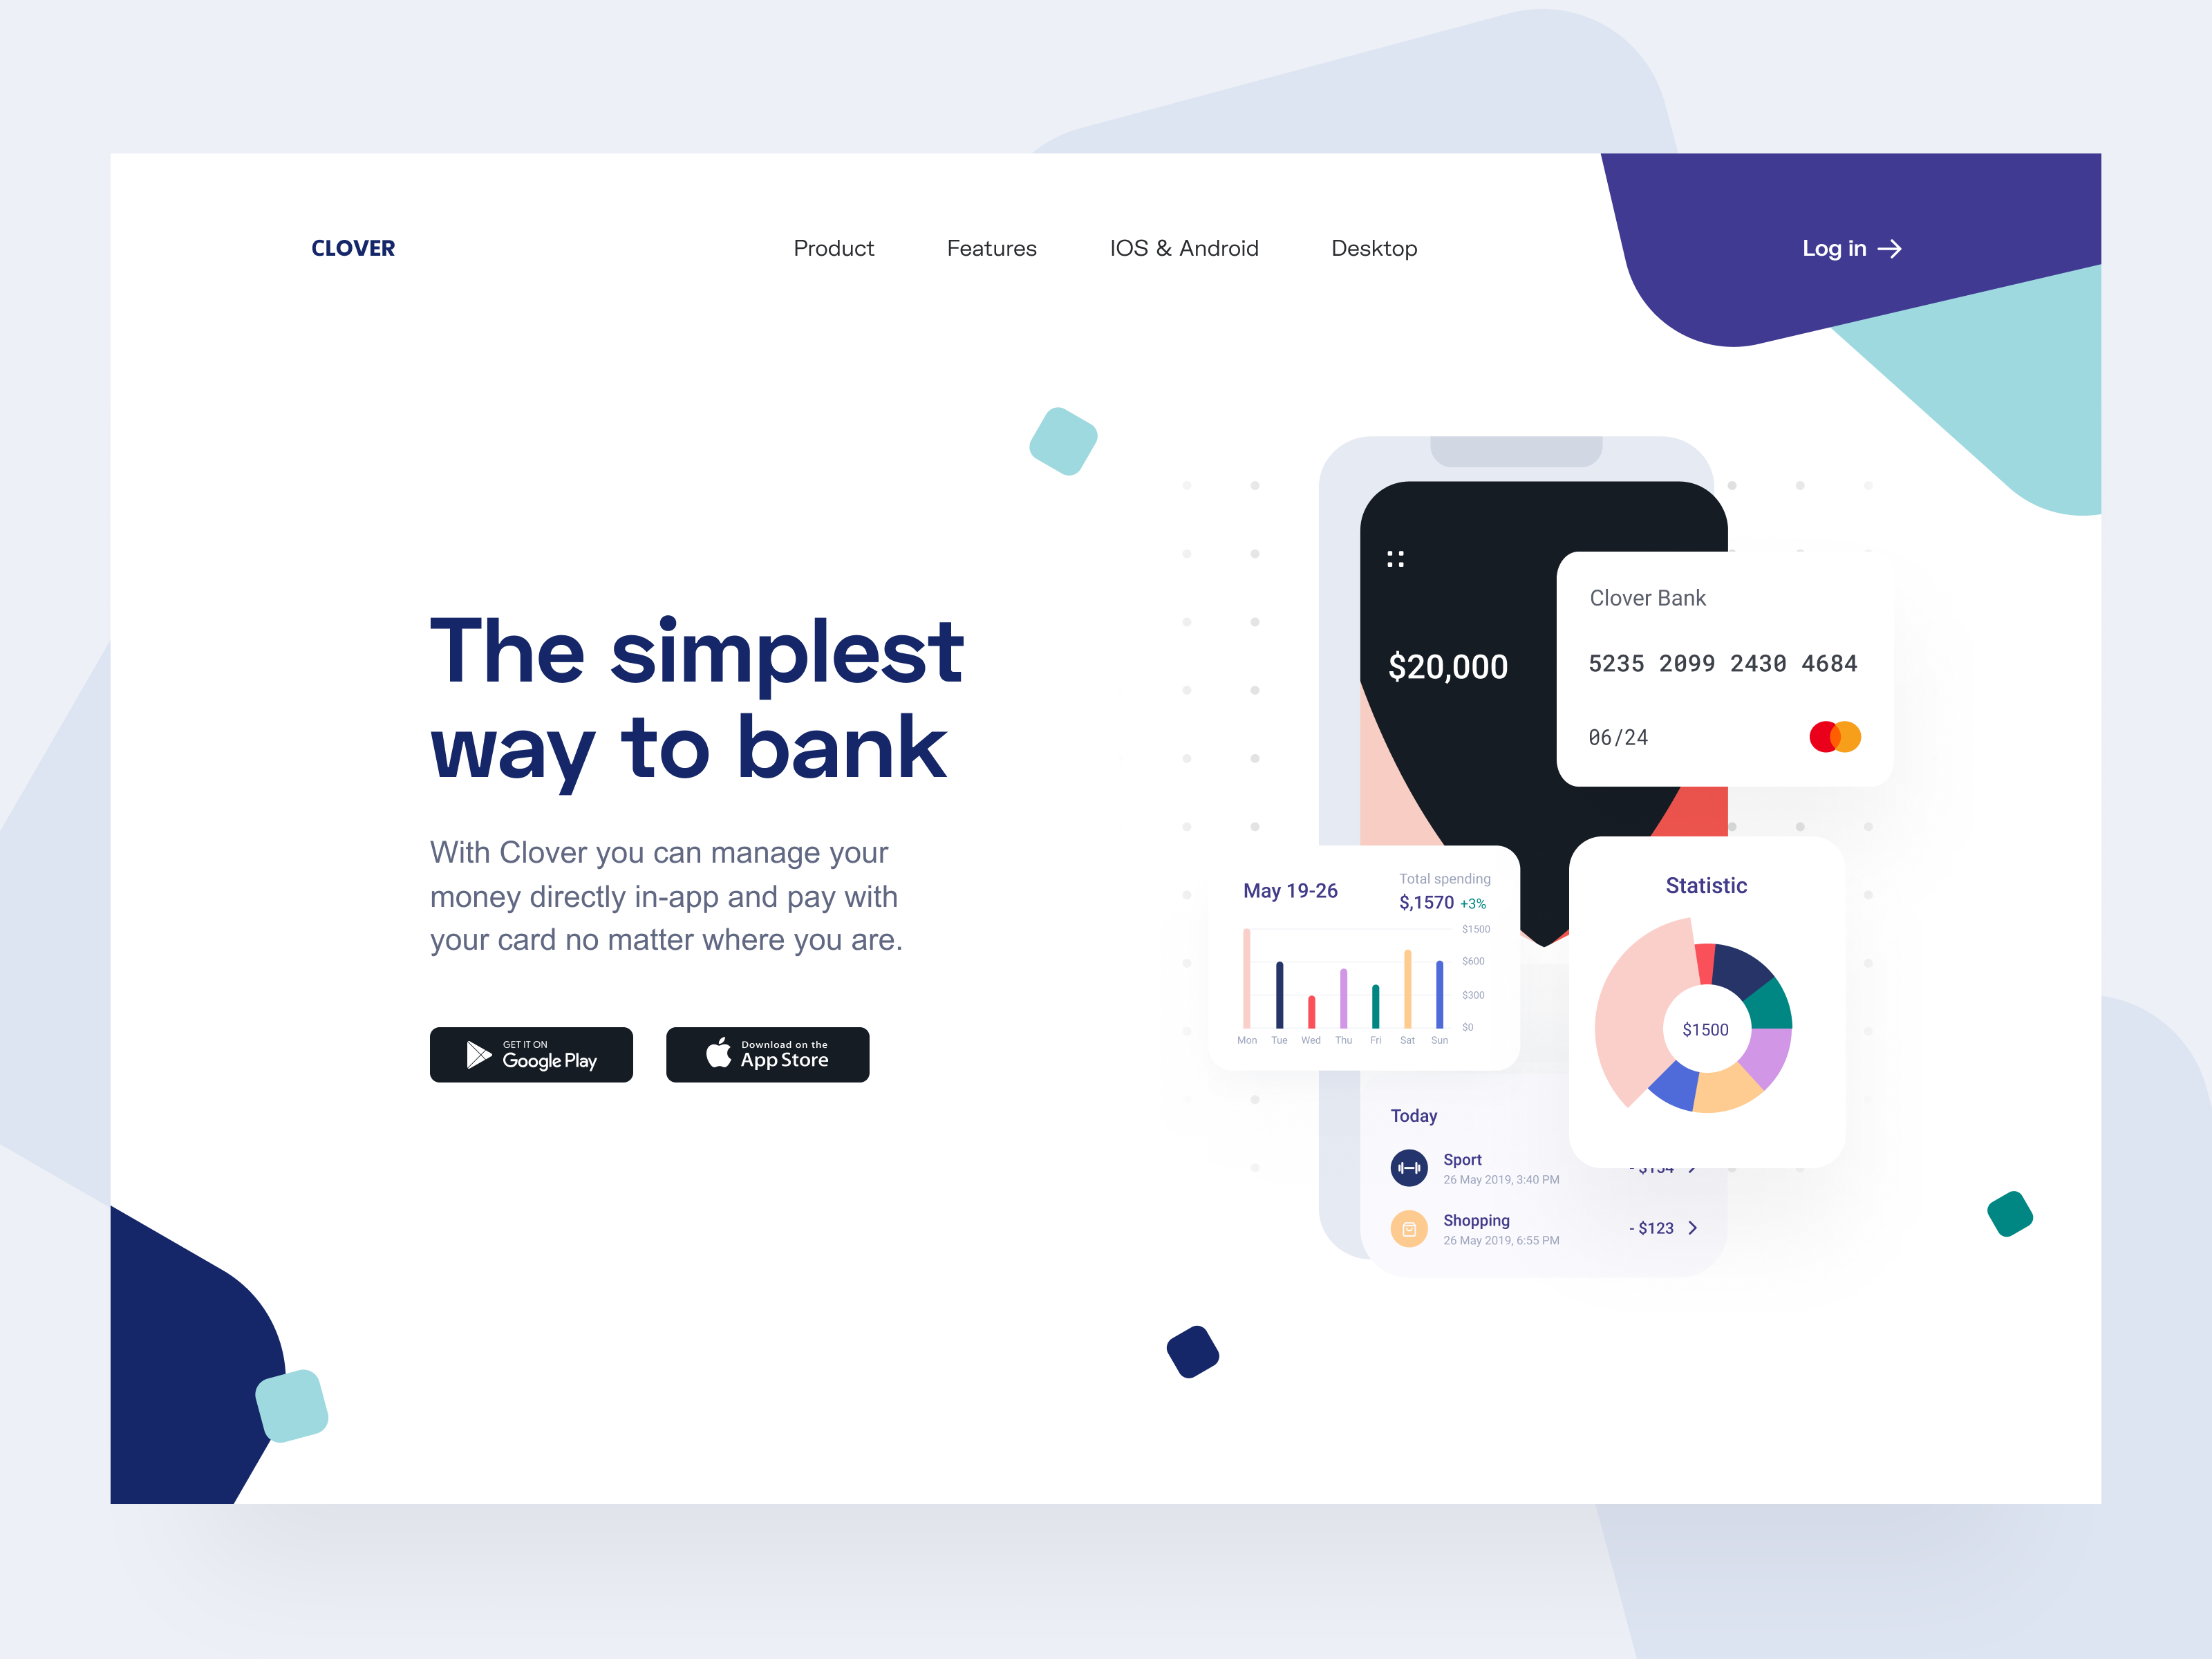 CLOVER
Product
Features
IOS & Android
Desktop
Log in
The simplest
way to bank
With Clover you can manage your
money directly in-app and pay with
your card no matter where you are.
GET IT ON
Google Play
Download on the
App Store
$20,000
Clover Bank
5235 2099 2430 4684
06/24
May 19-26
Total spending
$,1570 +3%
$1500
$600
$300
$0
Mon Tue Wed Thu Fri Sat Sun
Statistic
$1500
Today
Sport
26 May 2019, 3:40 PM
Shopping
26 May 2019, 6:55 PM
- $123